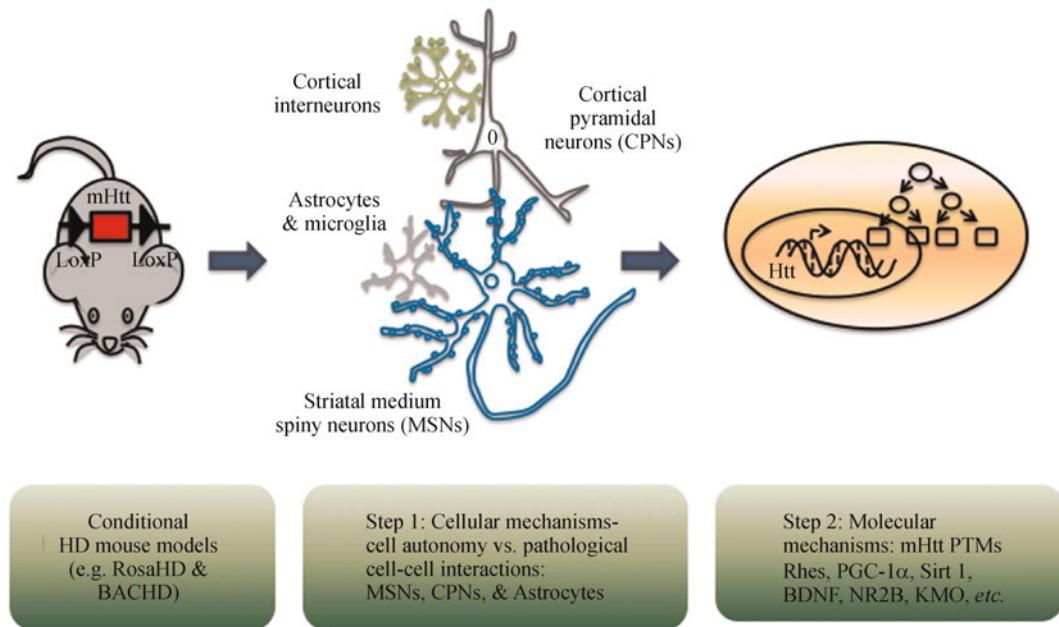 Cortical
interneurons
Cortical
pyramidal
neurons (CPNs)
0
mHtt
LoxP
LoxP
Astrocytes
& microglia
Htt
Striatal medium
spiny neurons (MSNs)
Conditional
HD mouse models
(e.g. RosaHD &
BACHD)
Step 1: Cellular mechanisms-
cell autonomy vs. pathological
cell-cell interactions:
MSNs, CPNs, & Astrocytes
Step 2: Molecular
mechanisms: mHtt PTMs
Rhes, PGC-1α, Sirt 1,
BDNF, NR2B, KMO, etc.